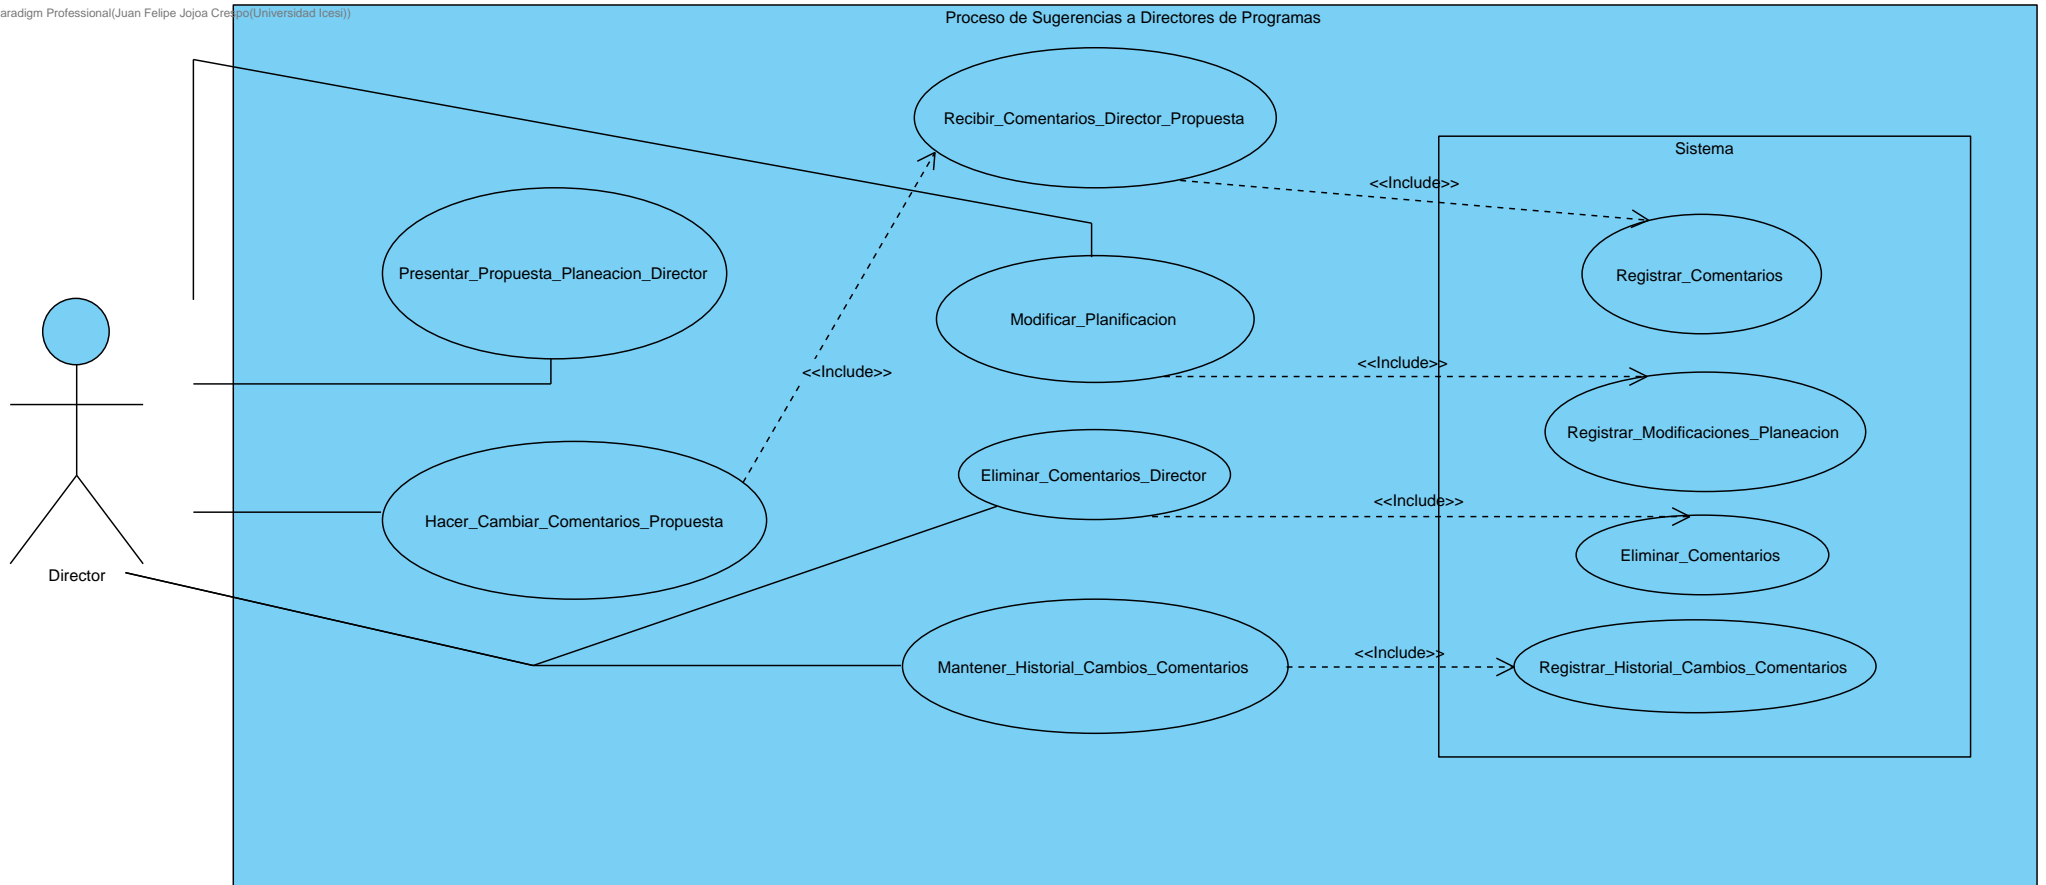 aradigm Professional(Juan Felipe Jojoa Crespo(Universidad Icesi))
Proceso de Sugerencias a Directores de Programas
Recibir_Comentarios_Director_Propuesta
Sistema
<<Include>>
Presentar_Propuesta_Planeacion_Director
Registrar_Comentarios
Modificar_Planificacion
<<Include>>
<<Include>>
Registrar_Modificaciones_Planeacion
Eliminar_Comentarios_Director
<<Include>>
Hacer_Cambiar_Comentarios_Propuesta
Eliminar_Comentarios
Director
<<Include>>
Mantener_Historial_Cambios_Comentarios
Registrar_Historial_Cambios_Comentarios